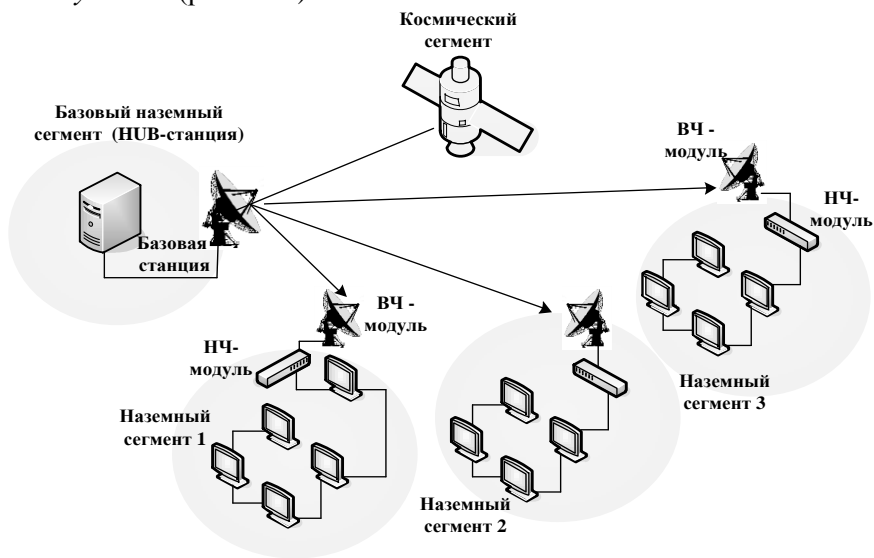 Космический
сегмент
Базовый наземный
сегмент (HUB-станция)
ВЧ -
модуль
НЧ-
модуль
Базовая
станция
ВЧ -
модуль
НЧ-
модуль
Наземный
сегмент 1
Наземный
сегмент 2
Наземный
сегмент 3